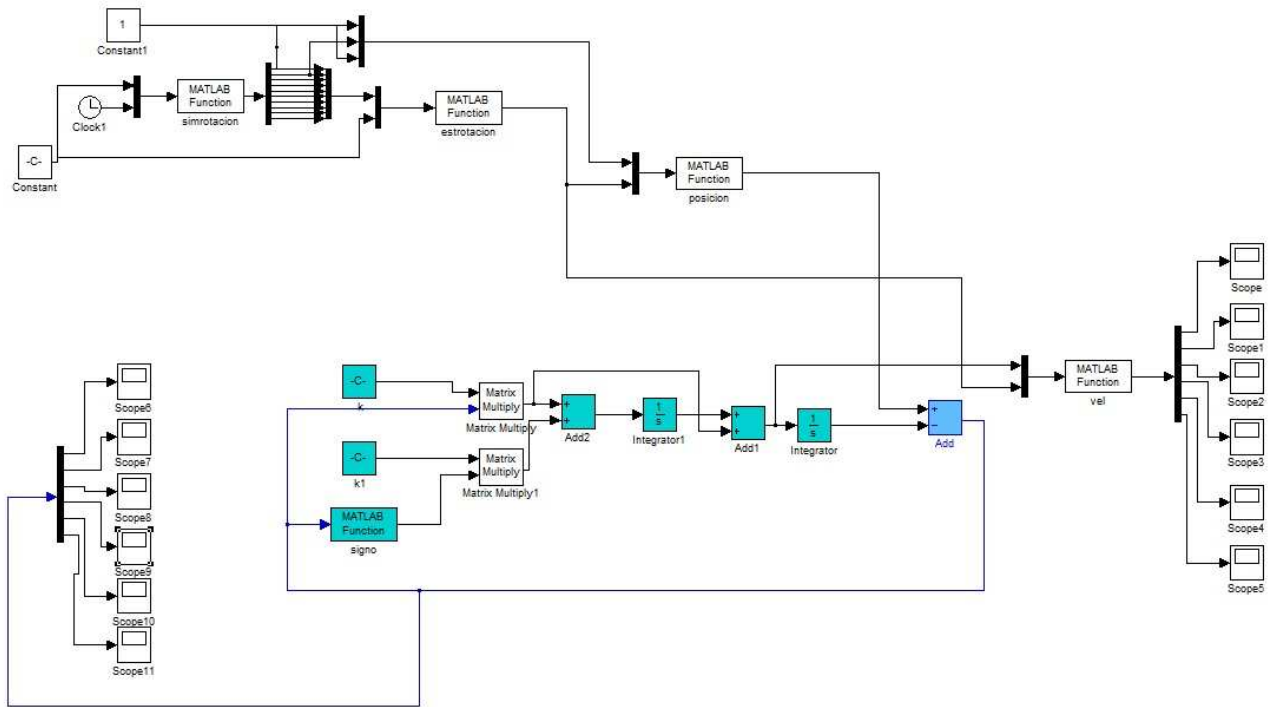 1
Constant1
MATLAB
Function
simrotacion
Clock1
-C-
Constant
MATLAB
Function
estrotacion
MATLAB
Function
posicion
Scope
Scope1
Scope2
Scope3
Scope4
Scope5
MATLAB
Function
vel
-C-
k
Matrix
Multiply
Matrix Multiply
+
+
Add2
1
s
Integrator1
+
+
Add1
1
s
Integrator
+
−
Add
-C-
k1
Matrix
Multiply
Matrix Multiply1
MATLAB
Function
signo
Scope6
Scope7
Scope8
Scope9
Scope10
Scope11